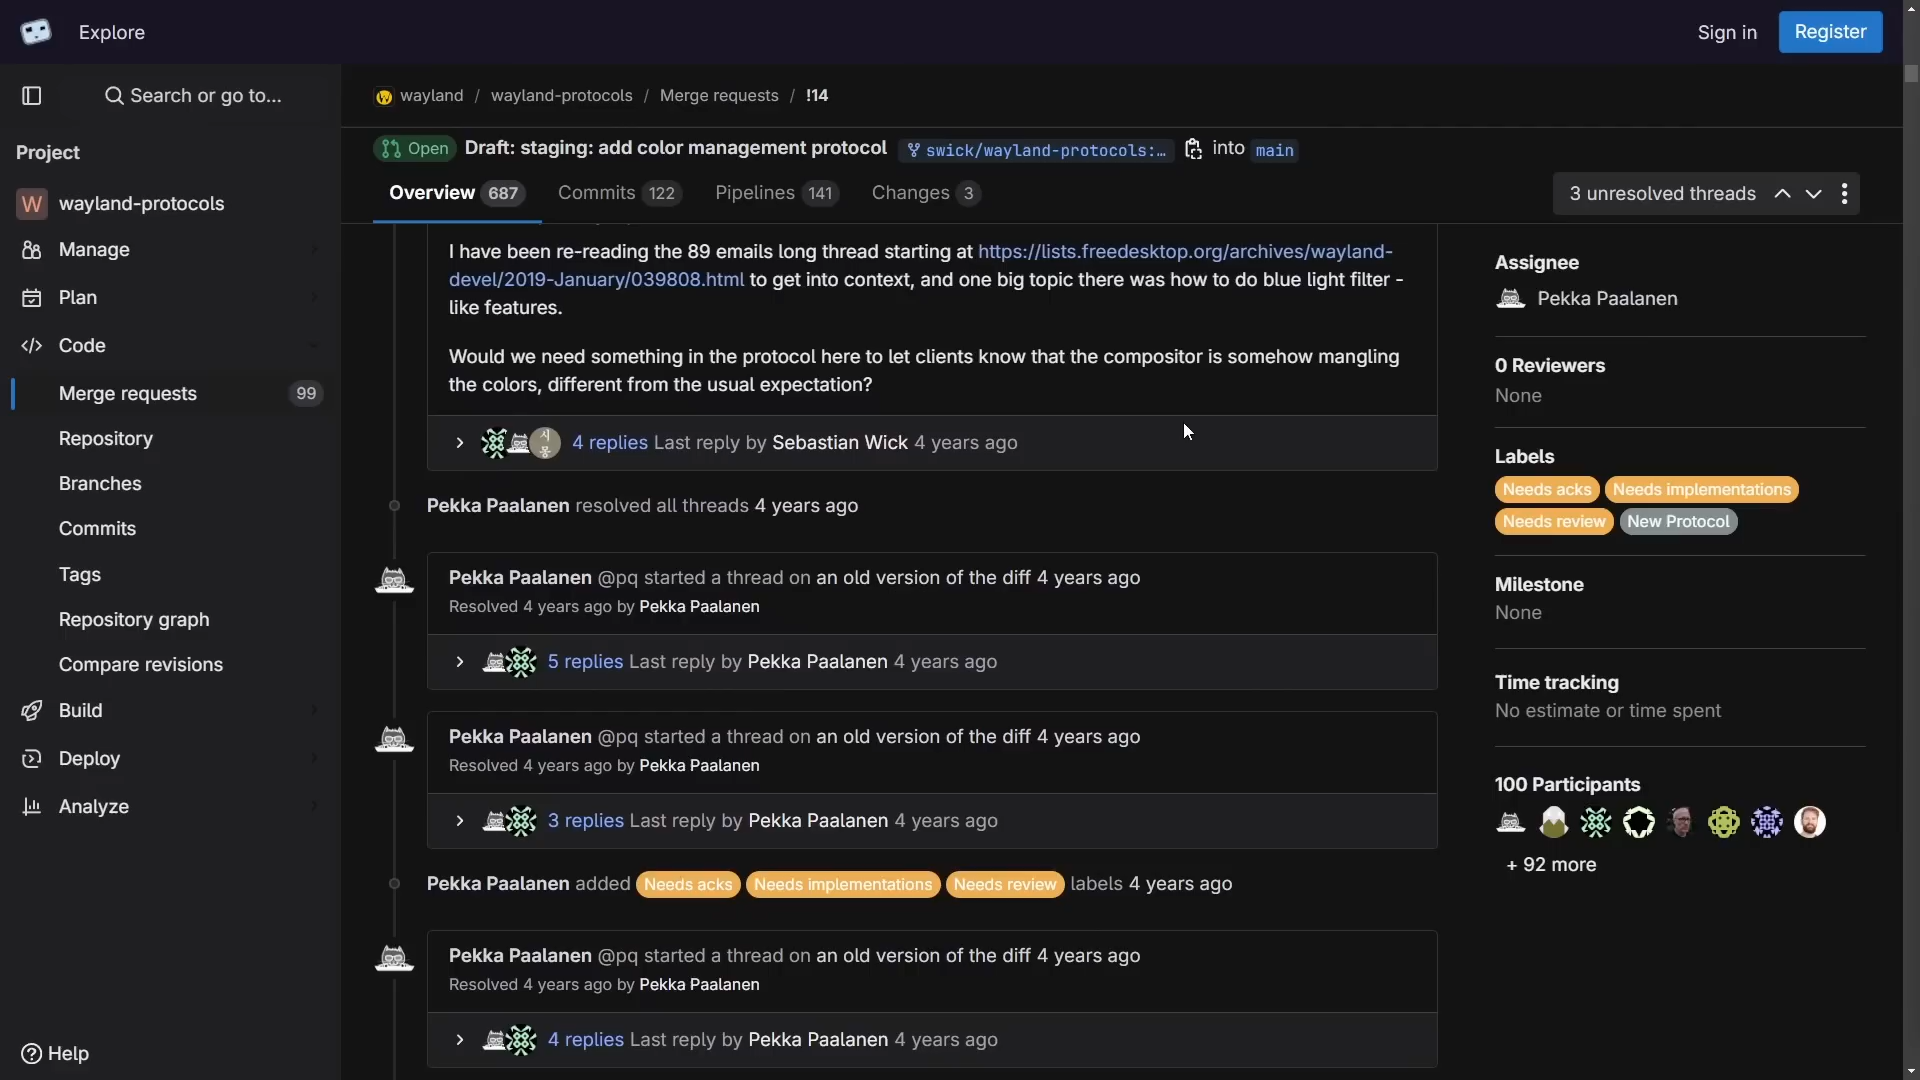 Explore
Sign in
Register
Search or go to...
wayland / wayland-protocols / Merge requests / !14
Project
Open Draft: staging: add color management protocol swick/wayland-protocols:… into main
Overview 687 Commits 122 Pipelines 141 Changes 3
3 unresolved threads
W wayland-protocols
Manage
Plan
Code
Merge requests 99
Repository
Branches
Commits
Tags
Repository graph
Compare revisions
Build
Deploy
Analyze
Help
I have been re-reading the 89 emails long thread starting at https://lists.freedesktop.org/archives/wayland-
devel/2019-January/039808.html to get into context, and one big topic there was how to do blue light filter -
like features.
Would we need something in the protocol here to let clients know that the compositor is somehow mangling
the colors, different from the usual expectation?
시
몽
4 replies Last reply by Sebastian Wick 4 years ago
Pekka Paalanen resolved all threads 4 years ago
Pekka Paalanen @pq started a thread on an old version of the diff 4 years ago
Resolved 4 years ago by Pekka Paalanen
5 replies Last reply by Pekka Paalanen 4 years ago
Pekka Paalanen @pq started a thread on an old version of the diff 4 years ago
Resolved 4 years ago by Pekka Paalanen
3 replies Last reply by Pekka Paalanen 4 years ago
Pekka Paalanen added Needs acks Needs implementations Needs review labels 4 years ago
Pekka Paalanen @pq started a thread on an old version of the diff 4 years ago
Resolved 4 years ago by Pekka Paalanen
4 replies Last reply by Pekka Paalanen 4 years ago
Assignee
Pekka Paalanen
0 Reviewers
None
Labels
Needs acks Needs implementations
Needs review New Protocol
Milestone
None
Time tracking
No estimate or time spent
100 Participants
+ 92 more